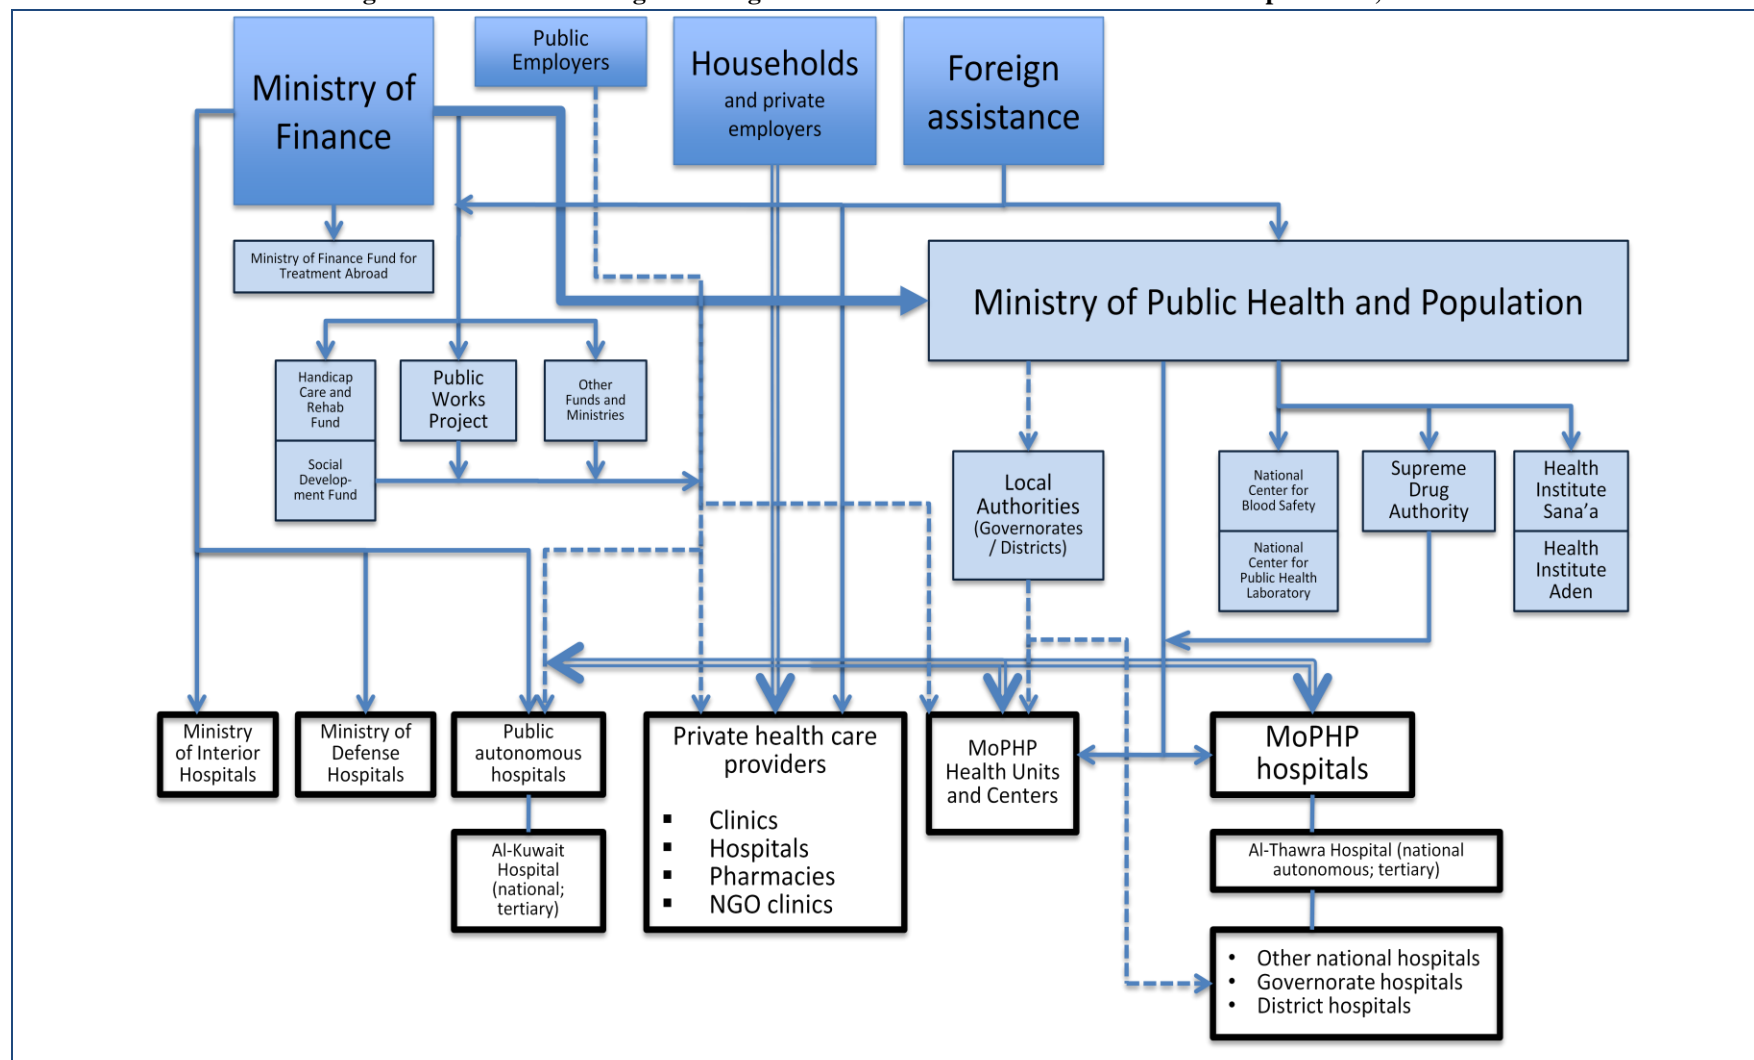 Public
Employers
Households
and private
employers
Foreign
assistance
Ministry of
Finance
Ministry of Finance Fund for
Treatment Abroad
Ministry of Public Health and Population
Handicap
Care and
Rehab
Fund
Public
Works
Project
Other
Funds and
Ministries
Social
Develop-
ment Fund
Local
Authorities
(Governorates
/ Districts)
National
Center for
Blood Safety
National
Center for
Public Health
Laboratory
Supreme
Drug
Authority
Health
Institute
Sana’a
Health
Institute
Aden
Ministry
of Interior
Hospitals
Ministry of
Defense
Hospitals
Public
autonomous
hospitals
Private health care
providers
▪ Clinics
▪ Hospitals
▪ Pharmacies
▪ NGO clinics
MoPHP
Health Units
and Centers
MoPHP
hospitals
Al-Kuwait
Hospital
(national;
tertiary)
Al-Thawra Hospital (national
autonomous; tertiary)
• Other national hospitals
• Governorate hospitals
• District hospitals